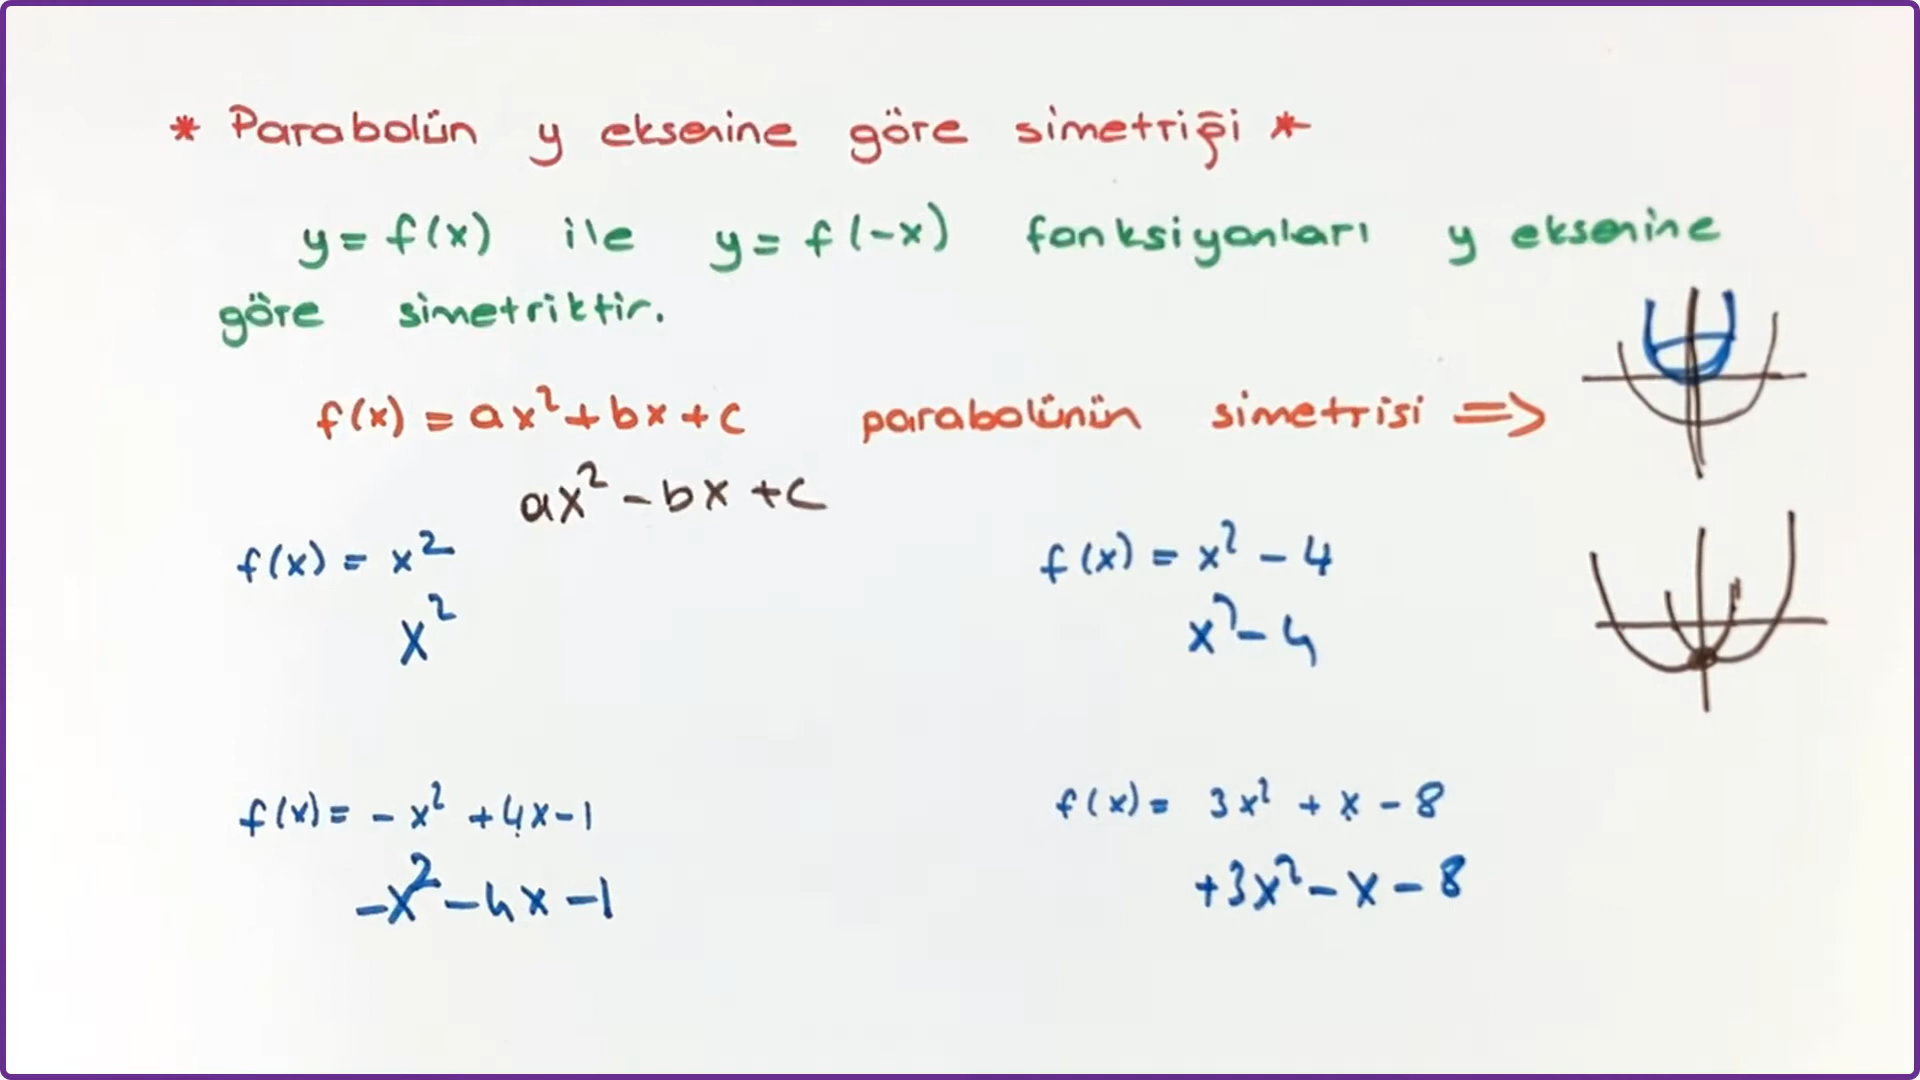 * Parabolün y eksenine göre simetriği *
y = f(x) ile y = f(-x) fonksiyonları y eksenine
göre simetriktir.
f(x) = ax² + bx + c parabolünün simetrisi =>
ax² - bx + c
f(x) = x² f(x) = x² - 4
x² x² - 4
f(x) = - x² + 4x - 1 f(x) = 3x² + x - 8
-x² - 4x - 1 +3x² - x - 8